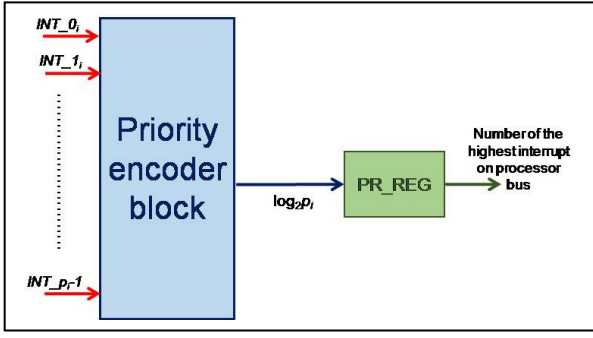 INT_0ᵢ
INT_1ᵢ
Priority
encoder
block
INT_pᵢ-1
log₂pᵢ
PR_REG
Number of the
highest interrupt
on processor
bus